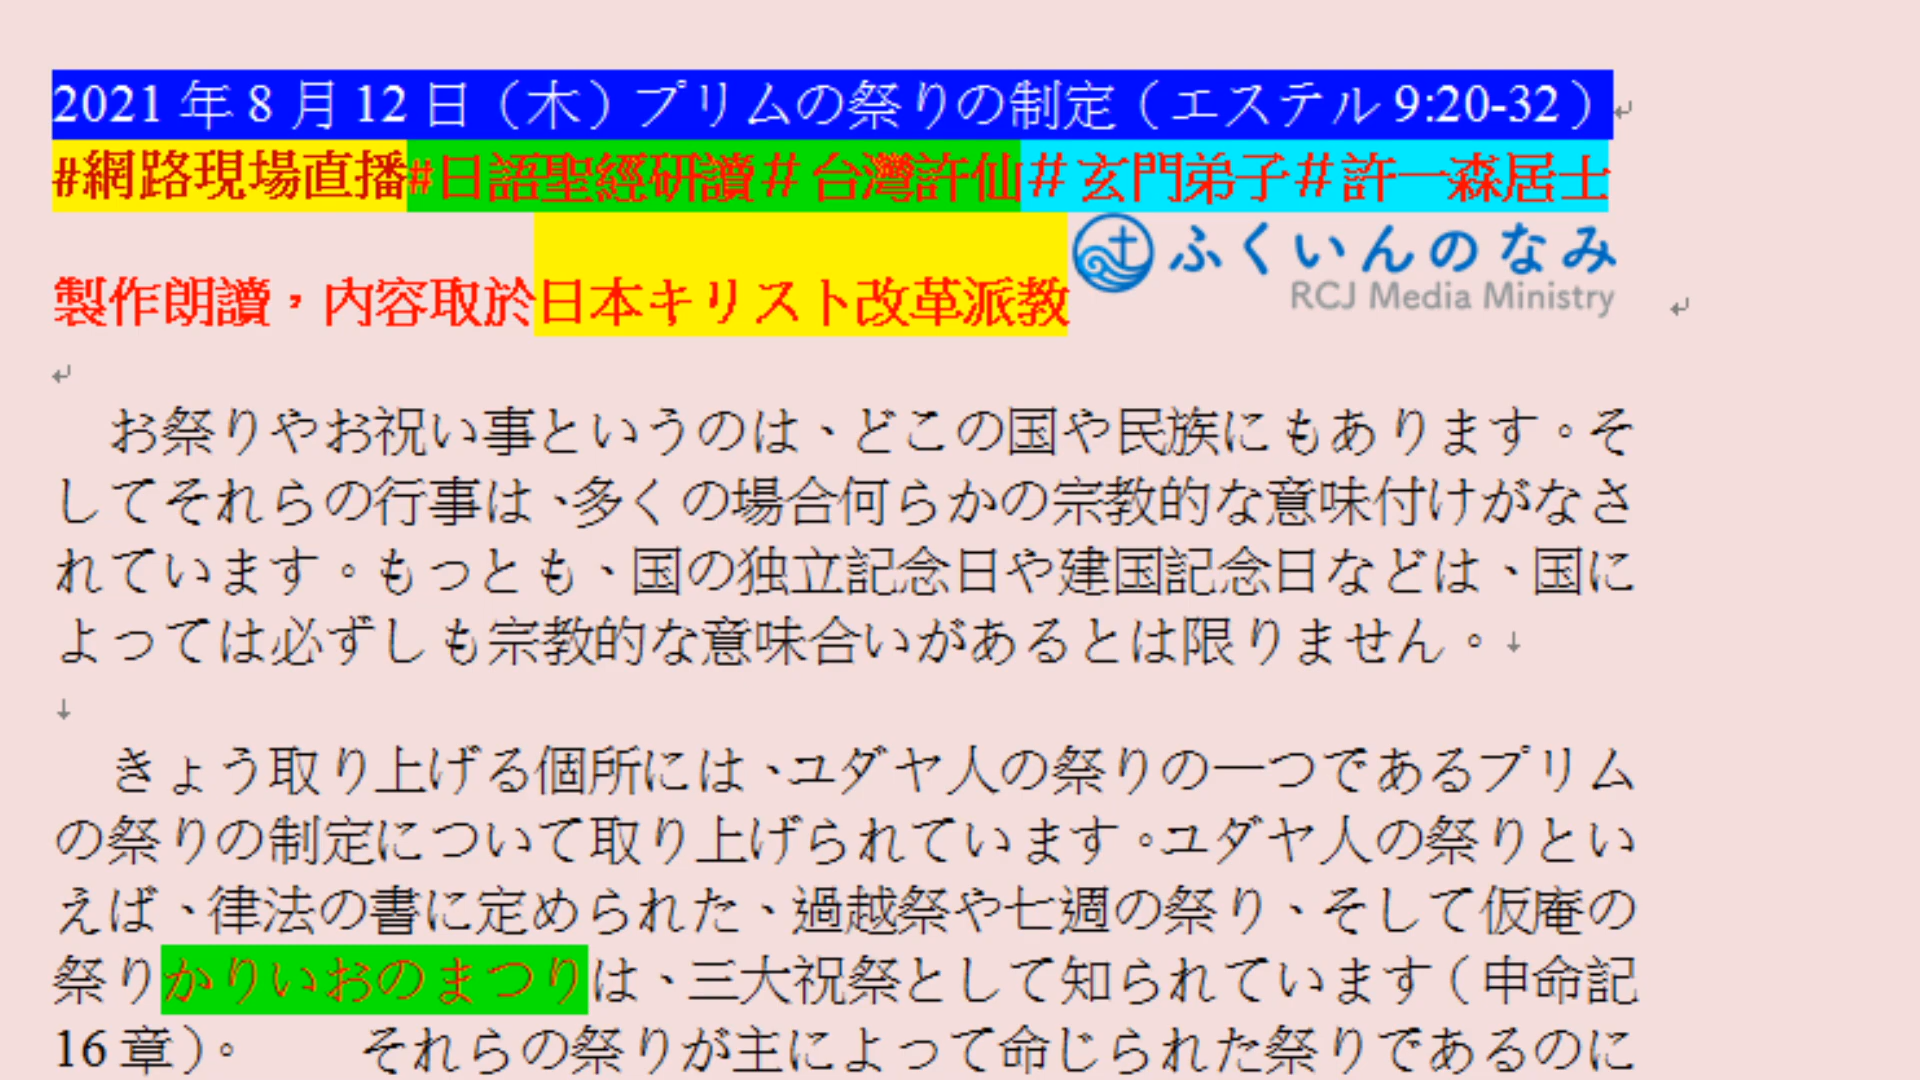 2021年8月12日（木）プリムの祭りの制定（エステル9:20-32）
#網路現場直播#日語聖經研讀＃台灣許仙＃玄門弟子＃許一森居士
ふくいんのなみ
RCJ Media Ministry
製作朗讀，內容取於日本キリスト改革派教
お祭りやお祝い事というのは、どこの国や民族にもあります。そ
してそれらの行事は、多くの場合何らかの宗教的な意味付けがなさ
れています。もっとも、国の独立記念日や建国記念日などは、国に
よっては必ずしも宗教的な意味合いがあるとは限りません。
きょう取り上げる個所には、ユダヤ人の祭りの一つであるプリム
の祭りの制定について取り上げられています。ユダヤ人の祭りとい
えば、律法の書に定められた、過越祭や七週の祭り、そして仮庵の
祭りかりいおのまつりは、三大祝祭として知られています（申命記
16章）。　　それらの祭りが主によって命じられた祭りであるのに